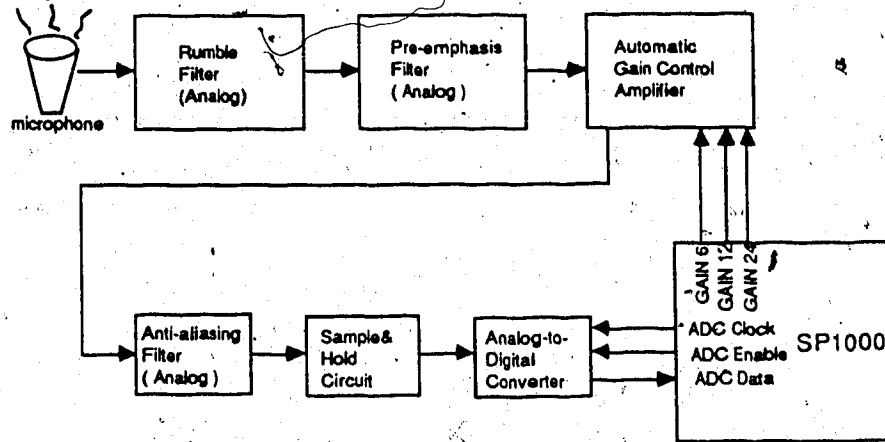 microphone
Rumble
Filter
(Analog)
Pre-emphasis
Filter
( Analog )
Automatic
Gain Control
Amplifier
GAIN 6
GAIN 12
GAIN 24
Anti-aliasing
Filter
( Analog )
Sample&
Hold
Circuit
Analog-to-
Digital
Converter
ADC Clock
ADC Enable
ADC Data
SP1000